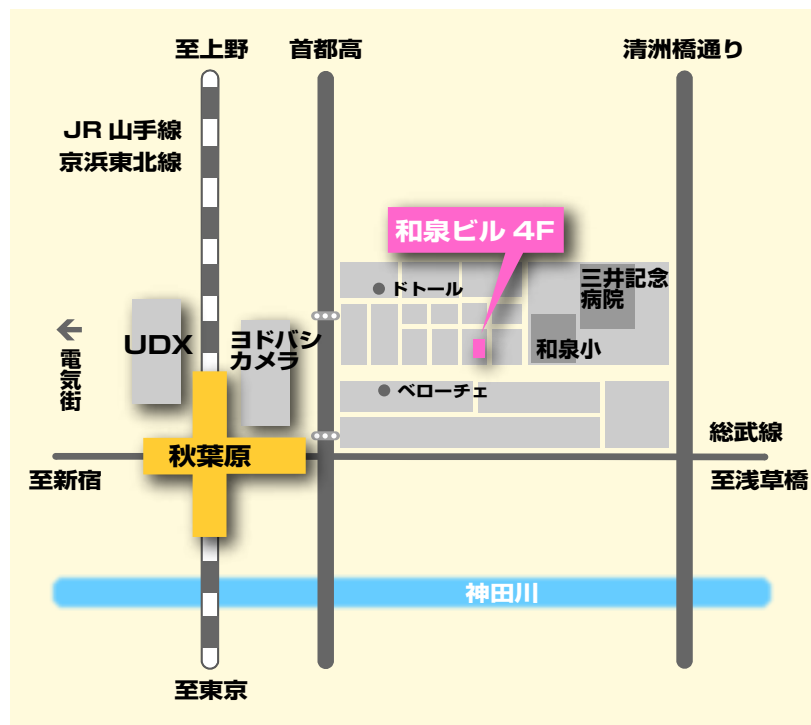 至上野
首都高
清洲橋通り
JR 山手線
京浜東北線
和泉ビル 4F
三井記念
病院
ドトール
UDX
ヨドバシ
カメラ
和泉小
電気街
ベローチェ
総武線
秋葉原
至新宿
至浅草橋
神田川
至東京